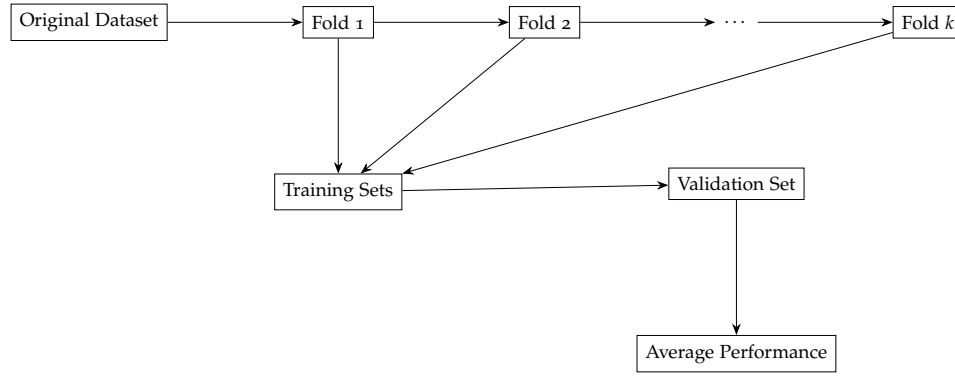 Original Dataset
Fold 1
Fold 2
···
Fold k
Training Sets
Validation Set
Average Performance